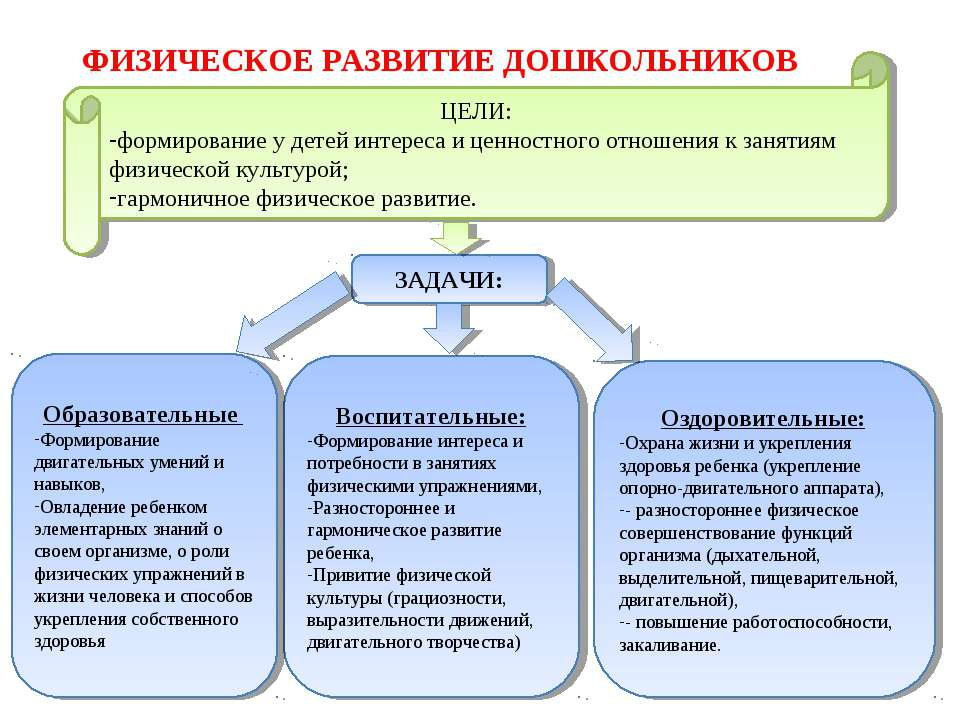 ФИЗИЧЕСКОЕ РАЗВИТИЕ ДОШКОЛЬНИКОВ
ЦЕЛИ:
-формирование у детей интереса и ценностного отношения к занятиям
физической культурой;
-гармоничное физическое развитие.
ЗАДАЧИ:
Образовательные
-Формирование
двигательных умений и
навыков,
-Овладение ребенком
элементарных знаний о
своем организме, о роли
физических упражнений в
жизни человека и способов
укрепления собственного
здоровья
Воспитательные:
-Формирование интереса и
потребности в занятиях
физическими упражнениями,
-Разностороннее и
гармоническое развитие
ребенка,
-Привитие физической
культуры (грациозности,
выразительности движений,
двигательного творчества)
Оздоровительные:
-Охрана жизни и укрепления
здоровья ребенка (укрепление
опорно-двигательного аппарата),
-- разностороннее физическое
совершенствование функций
организма (дыхательной,
выделительной, пищеварительной,
двигательной),
-- повышение работоспособности,
закаливание.